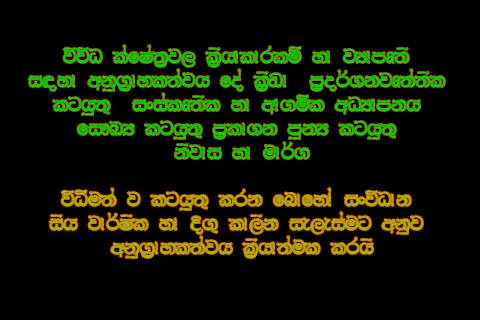 විවිධ ක්ෂේත්‍රවල ක්‍රියාකාරකම් හා ව්‍යාපෘති
සඳහා අනුග්‍රාහකත්වය දේ ක්‍රීඩා ප්‍රදර්ශනවෘත්තික
කටයුතු සංස්කෘතික හා ආගමික අධ්‍යාපනය
සෞඛ්‍ය කටයුතු ප්‍රකාශන පුන්‍ය කටයුතු
නිවාස හා මාර්ග
විධිමත් ව කටයුතු කරන බොහෝ සංවිධාන
සිය වාර්ෂික හා දිගු කාලීන සැලැස්මට අනුව
අනුග්‍රාහකත්වය ක්‍රියාත්මක කරයි